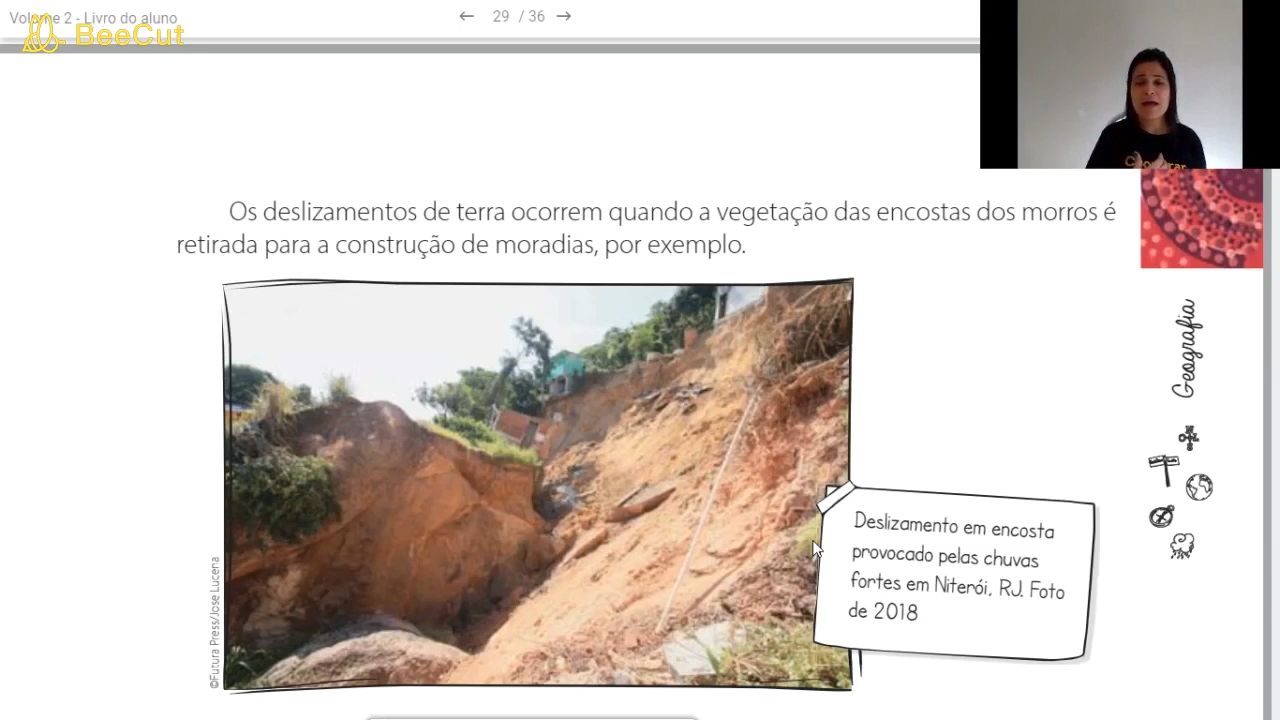 Volume 2 - Livro do aluno
← 29 / 36 →
BeeCut
Os deslizamentos de terra ocorrem quando a vegetação das encostas dos morros é
retirada para a construção de moradias, por exemplo.
Geografia
©Futura Press/Jose Lucena
Deslizamento em encosta
provocado pelas chuvas
fortes em Niterói, RJ. Foto
de 2018